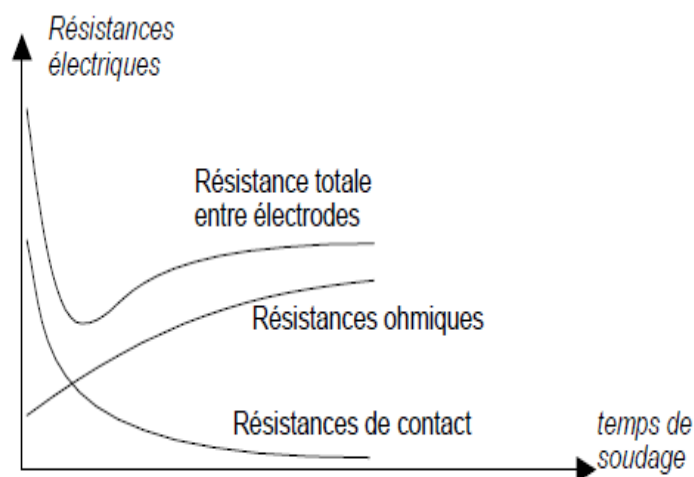 Résistances
électriques
Résistance totale
entre électrodes
Résistances ohmiques
Résistances de contact
temps de
soudage